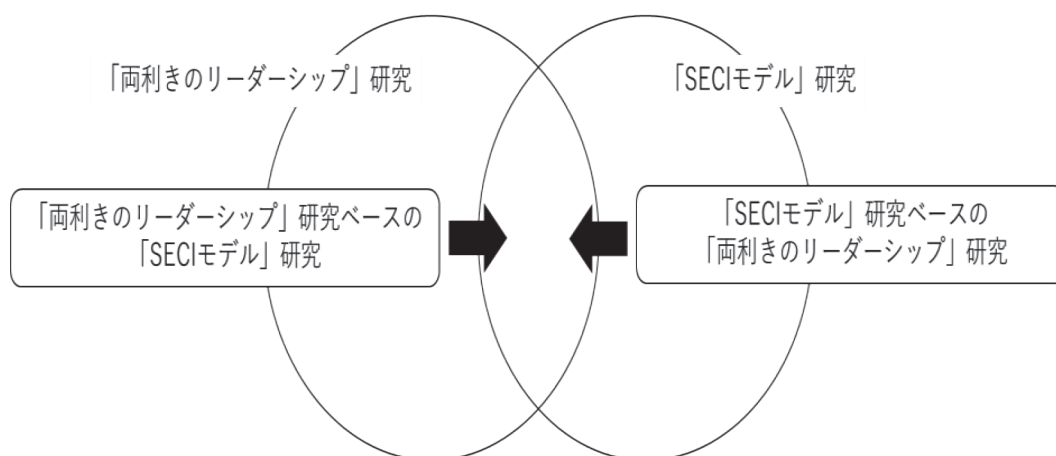 「両利きのリーダーシップ」研究
「SECIモデル」研究
「両利きのリーダーシップ」研究ベースの
「SECIモデル」研究
「SECIモデル」研究ベースの
「両利きのリーダーシップ」研究